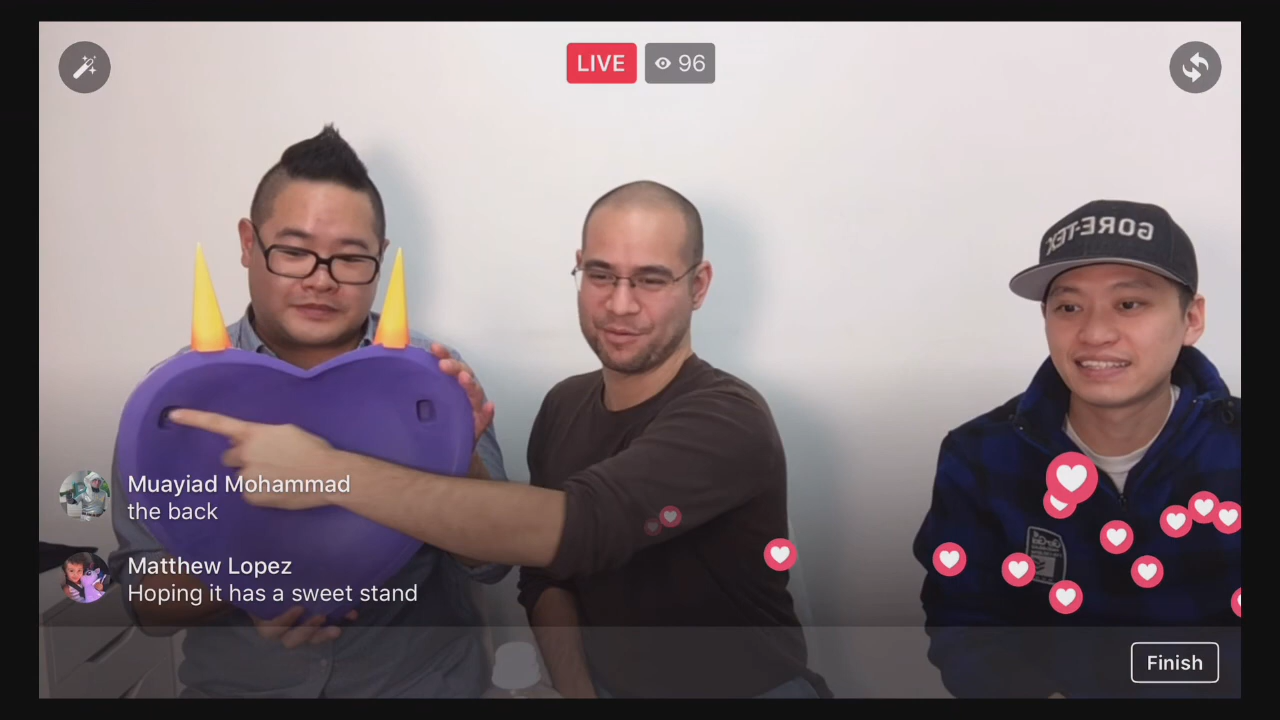 LIVE
96
GORE-TEX
Muayiad Mohammad
the back
Matthew Lopez
Hoping it has a sweet stand
Finish